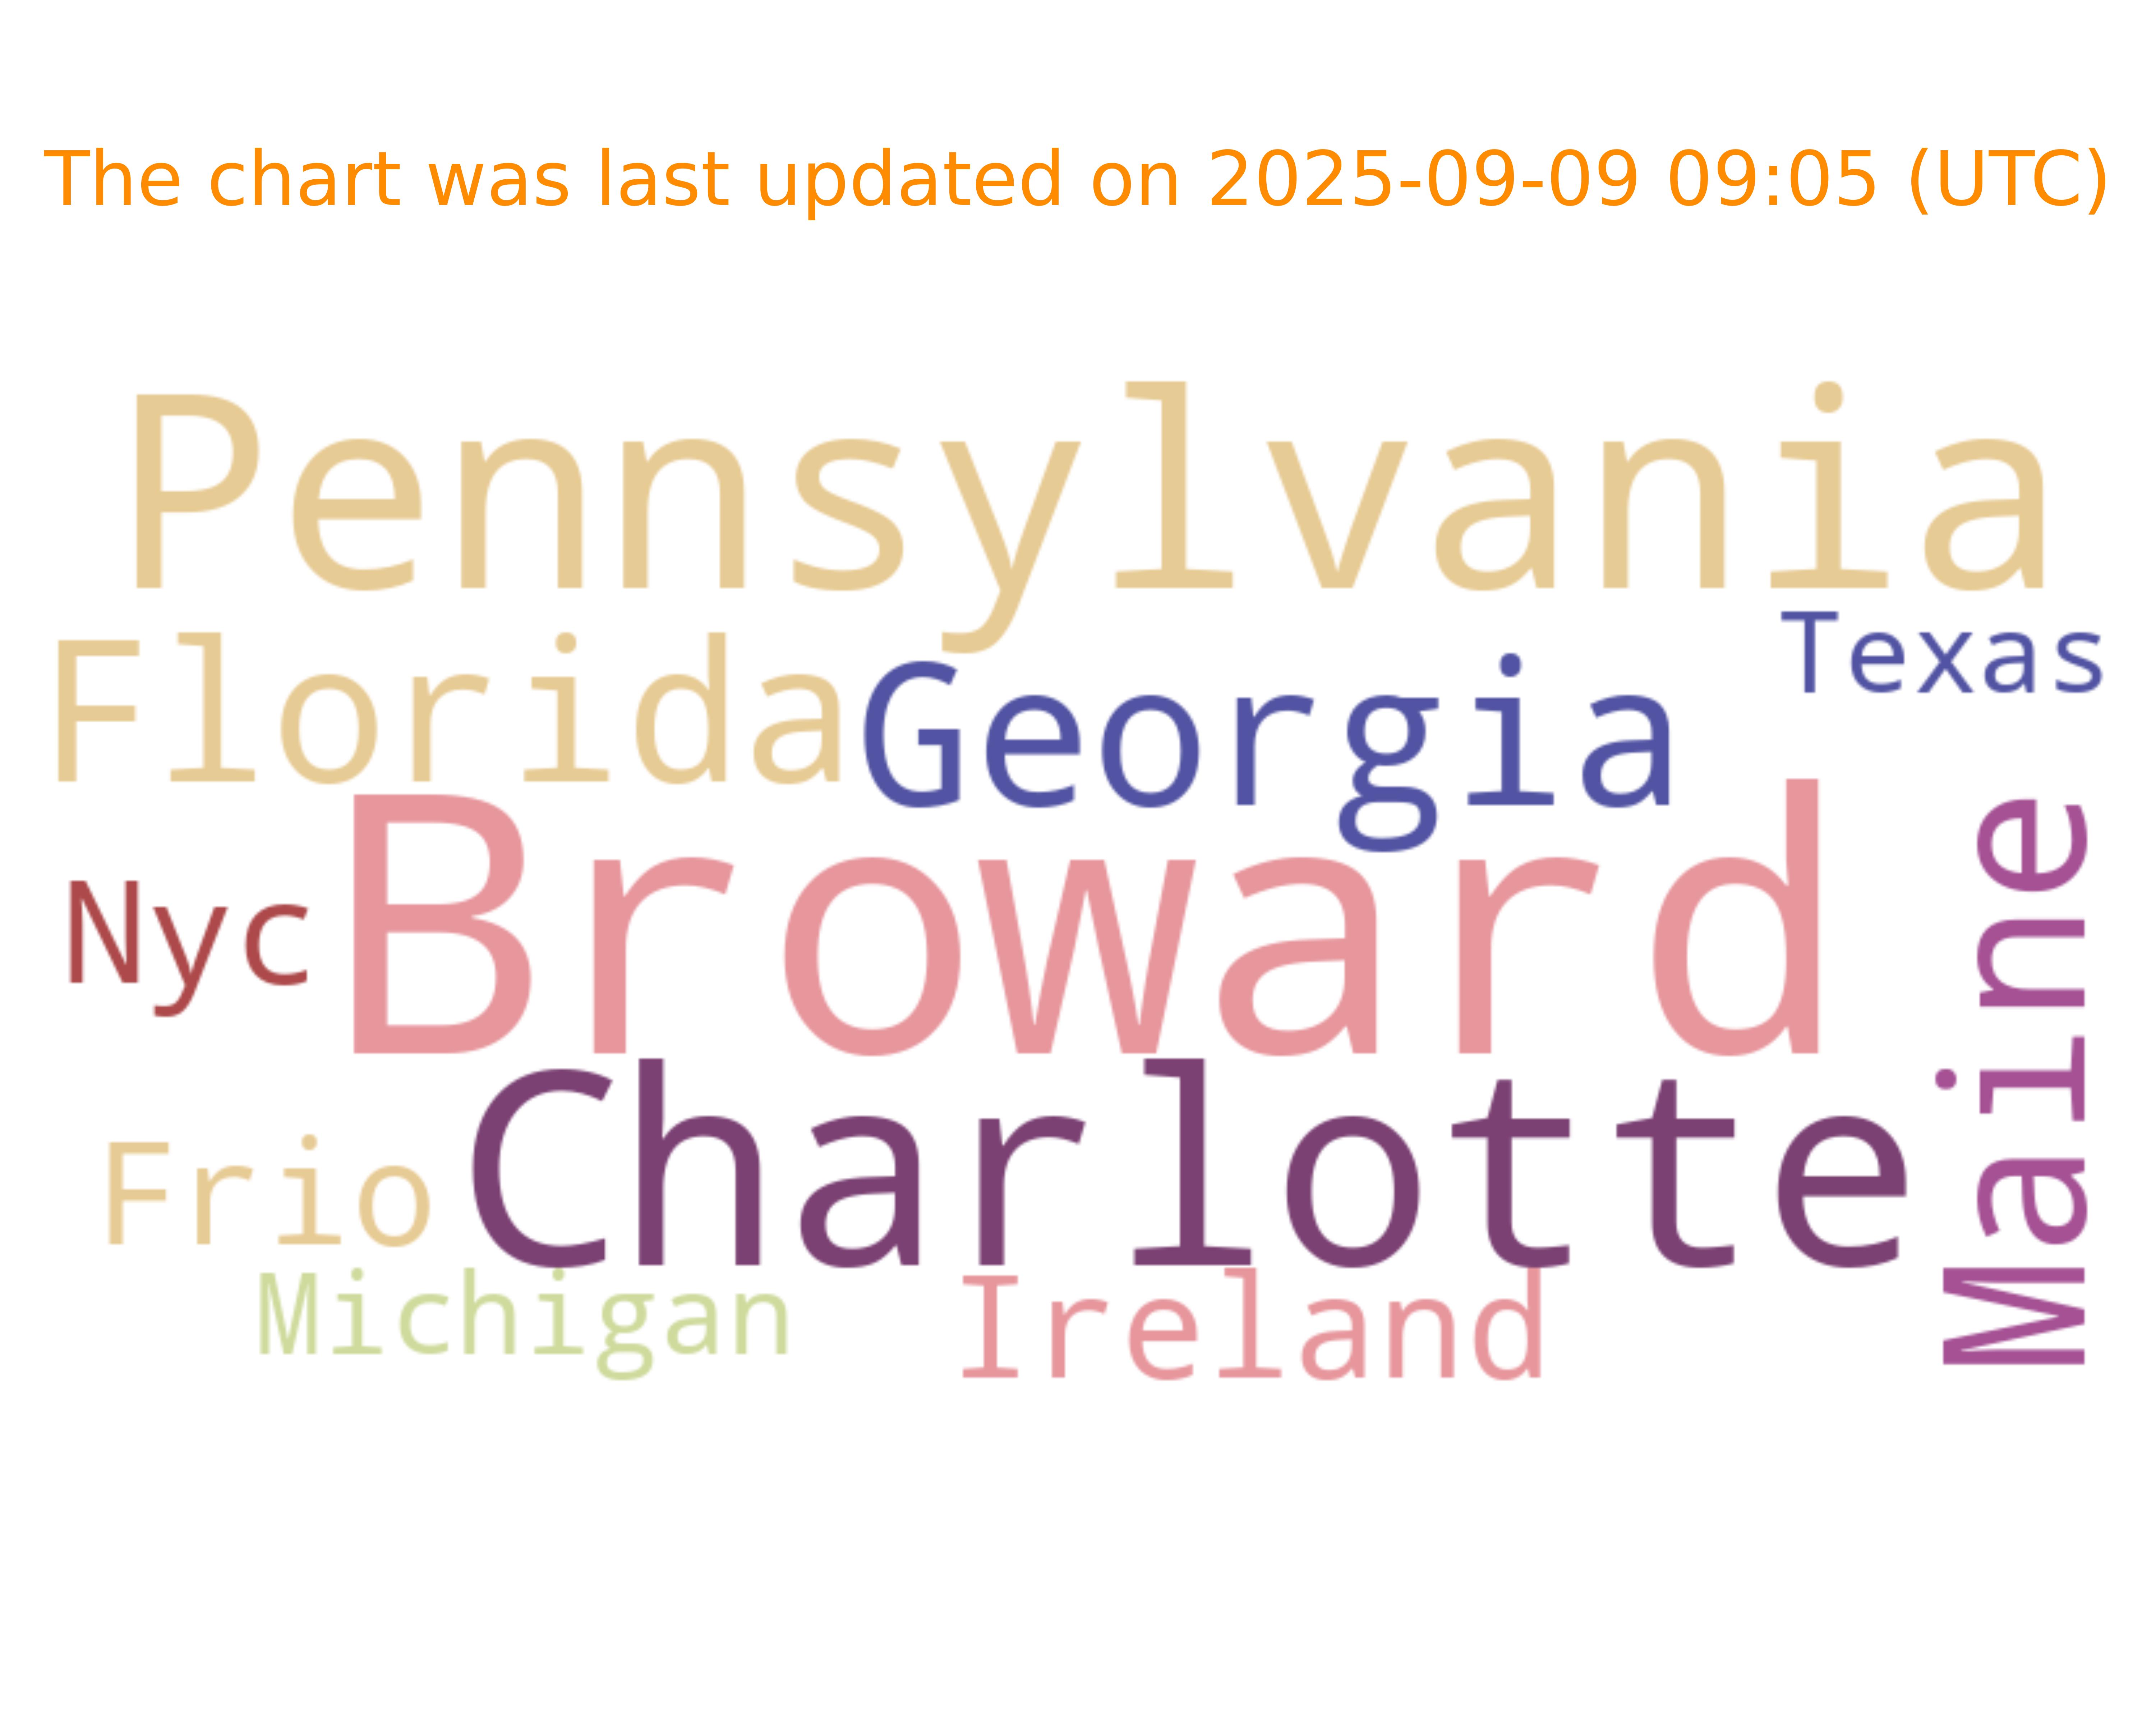 The chart was last updated on 2025-09-09 09:05 (UTC)
Pennsylvania
Texas
Florida
Georgia
Broward
Nyc
Maine
Charlotte
Frio
Michigan
Ireland